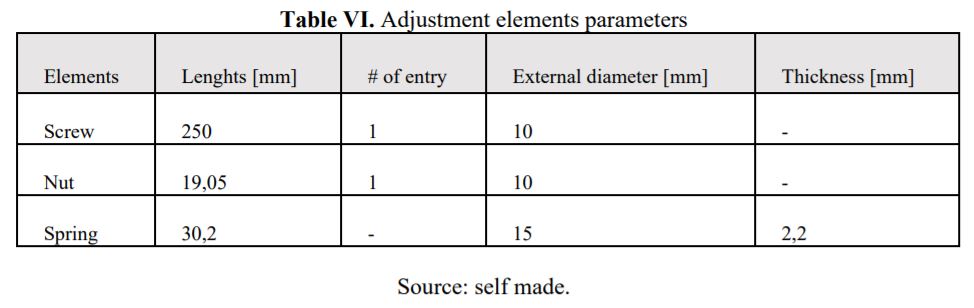 Table VI. Adjustment elements parameters
Elements Lenghts [mm] # of entry External diameter [mm] Thickness [mm]
Screw 250 1 10 -
Nut 19,05 1 10 -
Spring 30,2 - 15 2,2
Source: self made.